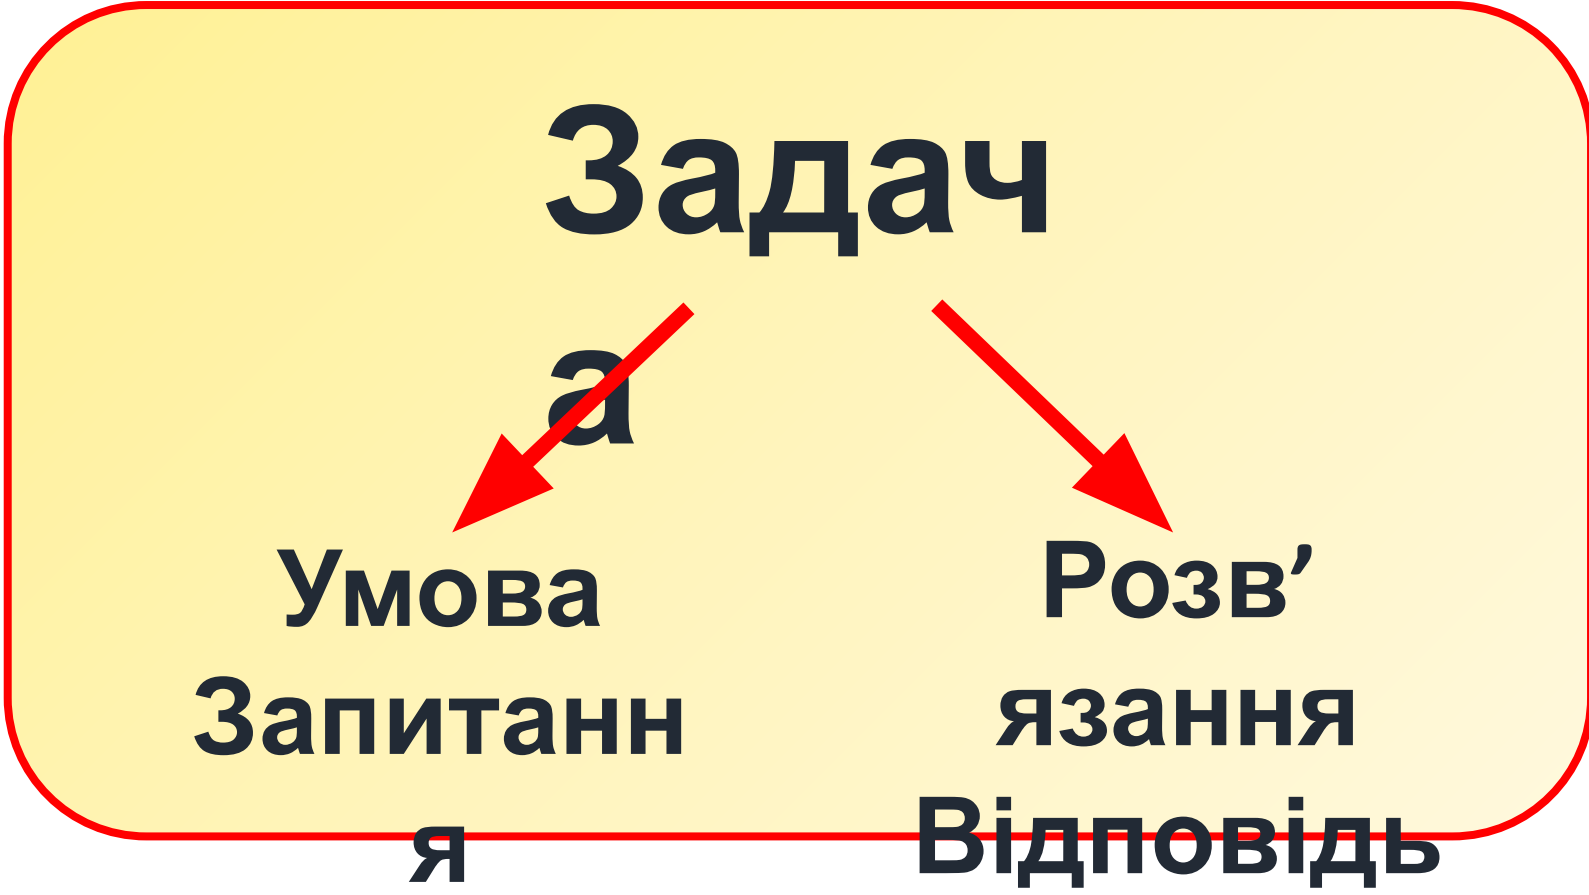 Задач
а
Умова
Запитанн
я
Розв’
язання
Відповідь